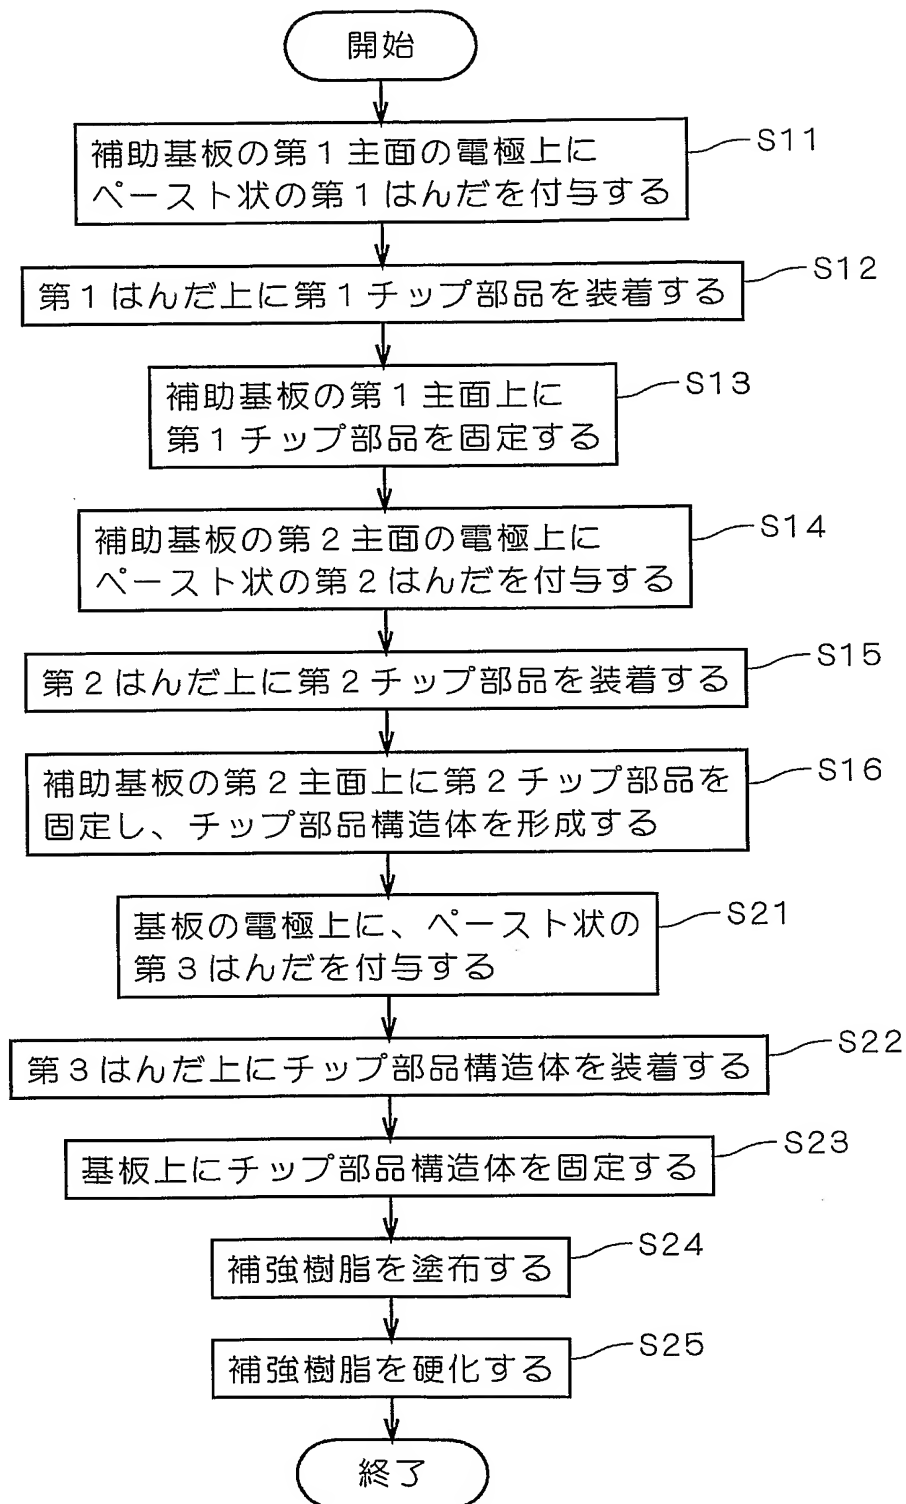 開始
補助基板の第1主面の電極上に
ペースト状の第1はんだを付与する
S11
第1はんだ上に第1チップ部品を装着する
S12
補助基板の第1主面上に
第1チップ部品を固定する
S13
補助基板の第2主面の電極上に
ペースト状の第2はんだを付与する
S14
第2はんだ上に第2チップ部品を装着する
S15
補助基板の第2主面上に第2チップ部品を
固定し、チップ部品構造体を形成する
S16
基板の電極上に、ペースト状の
第3はんだを付与する
S21
第3はんだ上にチップ部品構造体を装着する
S22
基板上にチップ部品構造体を固定する
S23
補強樹脂を塗布する
S24
補強樹脂を硬化する
S25
終了